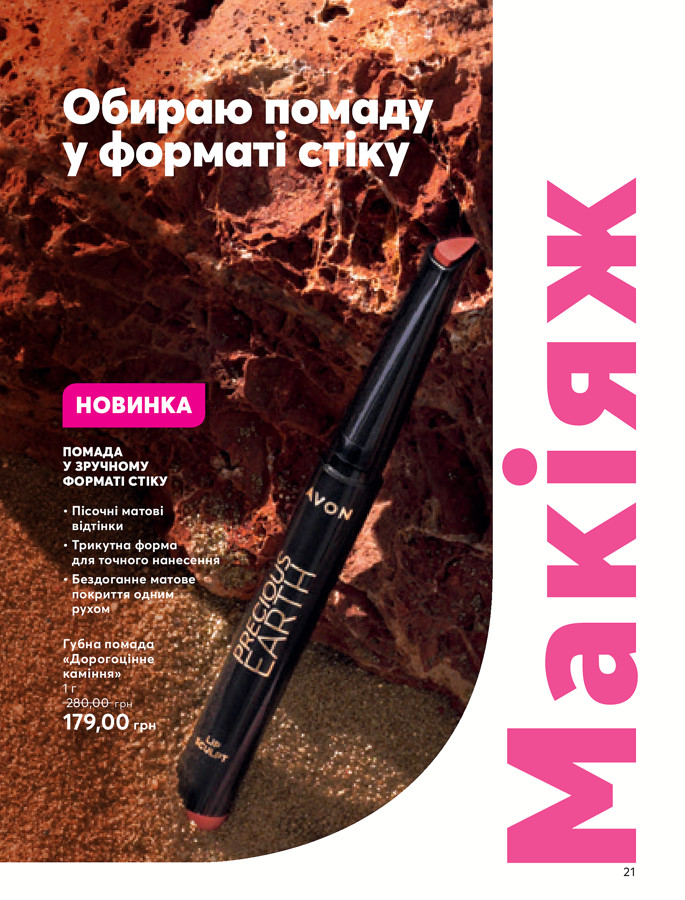 Обираю помаду
у форматі стіку
НОВИНКА
ПОМАДА
У ЗРУЧНОМУ
ФОРМАТІ СТІКУ
• Пісочні матові
відтінки
• Трикутна форма
для точного нанесення
• Бездоганне матове
покриття одним
рухом
Губна помада
«Дорогоцінне
каміння»
1 г
280,00 грн
179,00 грн
AVON
PRECIOUS
EARTH
LIP
SCULPT
Макіяж
21